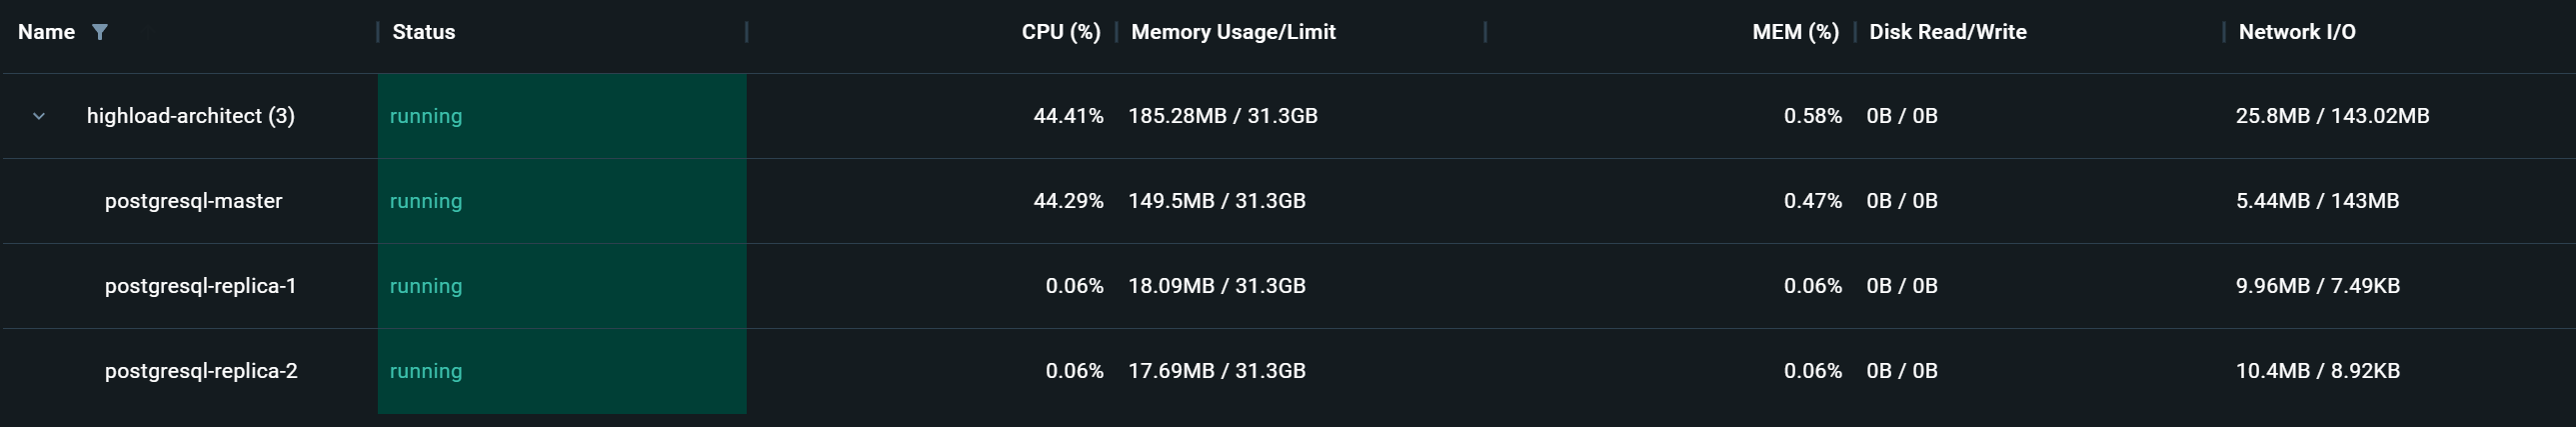 Name Status CPU (%) Memory Usage/Limit MEM (%) Disk Read/Write Network I/O
highload-architect (3) running 44.41% 185.28MB / 31.3GB 0.58% 0B / 0B 25.8MB / 143.02MB
postgresql-master running 44.29% 149.5MB / 31.3GB 0.47% 0B / 0B 5.44MB / 143MB
postgresql-replica-1 running 0.06% 18.09MB / 31.3GB 0.06% 0B / 0B 9.96MB / 7.49KB
postgresql-replica-2 running 0.06% 17.69MB / 31.3GB 0.06% 0B / 0B 10.4MB / 8.92KB